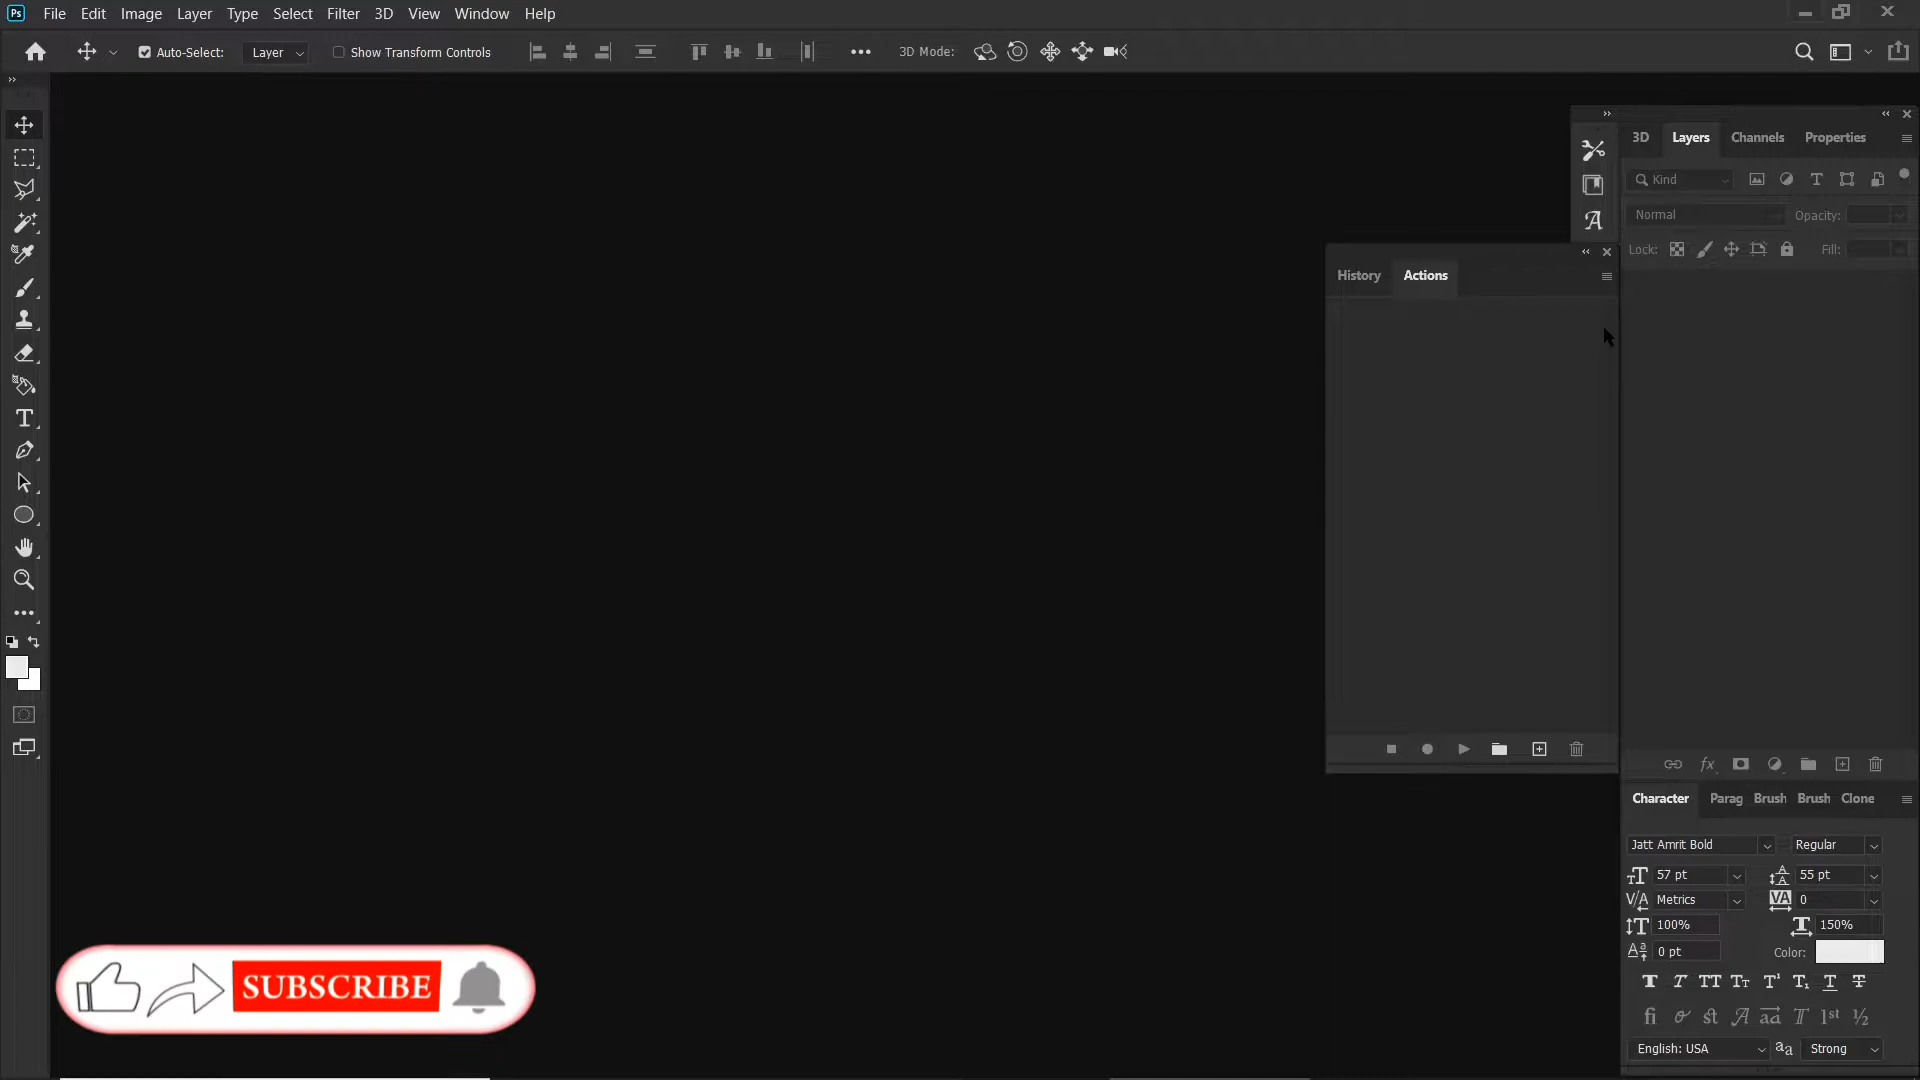 Ps File Edit Image Layer Type Select Filter 3D View Window Help
Auto-Select: Layer Show Transform Controls 3D Mode:
3D Layers Channels Properties
Kind
Normal Opacity:
Lock: Fill:
History Actions
Character Parag Brush Brush Clone
Jatt Amrit Bold Regular
57 pt 55 pt
Metrics 0
100% 150%
0 pt Color:
English: USA aa Strong
SUBSCRIBE